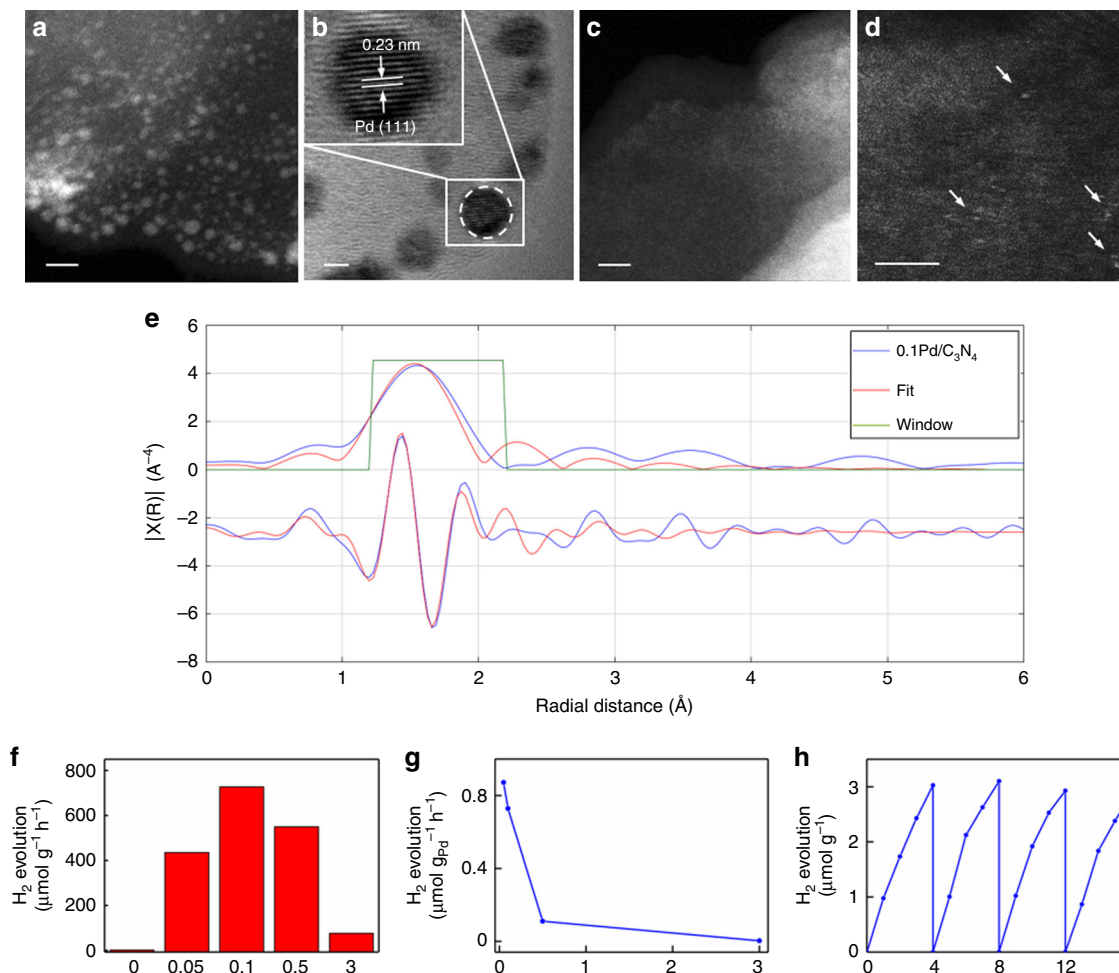 a
b
c
d
0.23 nm
Pd (111)
e
6
4
2
0
−2
−4
−6
−8
|X(R)| (A⁻⁴)
0.1Pd/C₃N₄
Fit
Window
0 1 2 3 4 5 6
Radial distance (Å)
f
800
600
400
200
0
H₂ evolution
(μmol g⁻¹ h⁻¹)
0 0.05 0.1 0.5 3
g
0.8
0.4
0
H₂ evolution
(μmol g_Pd⁻¹ h⁻¹)
0 1 2 3
h
3
2
1
0
H₂ evolution
(μmol g⁻¹)
0 4 8 12